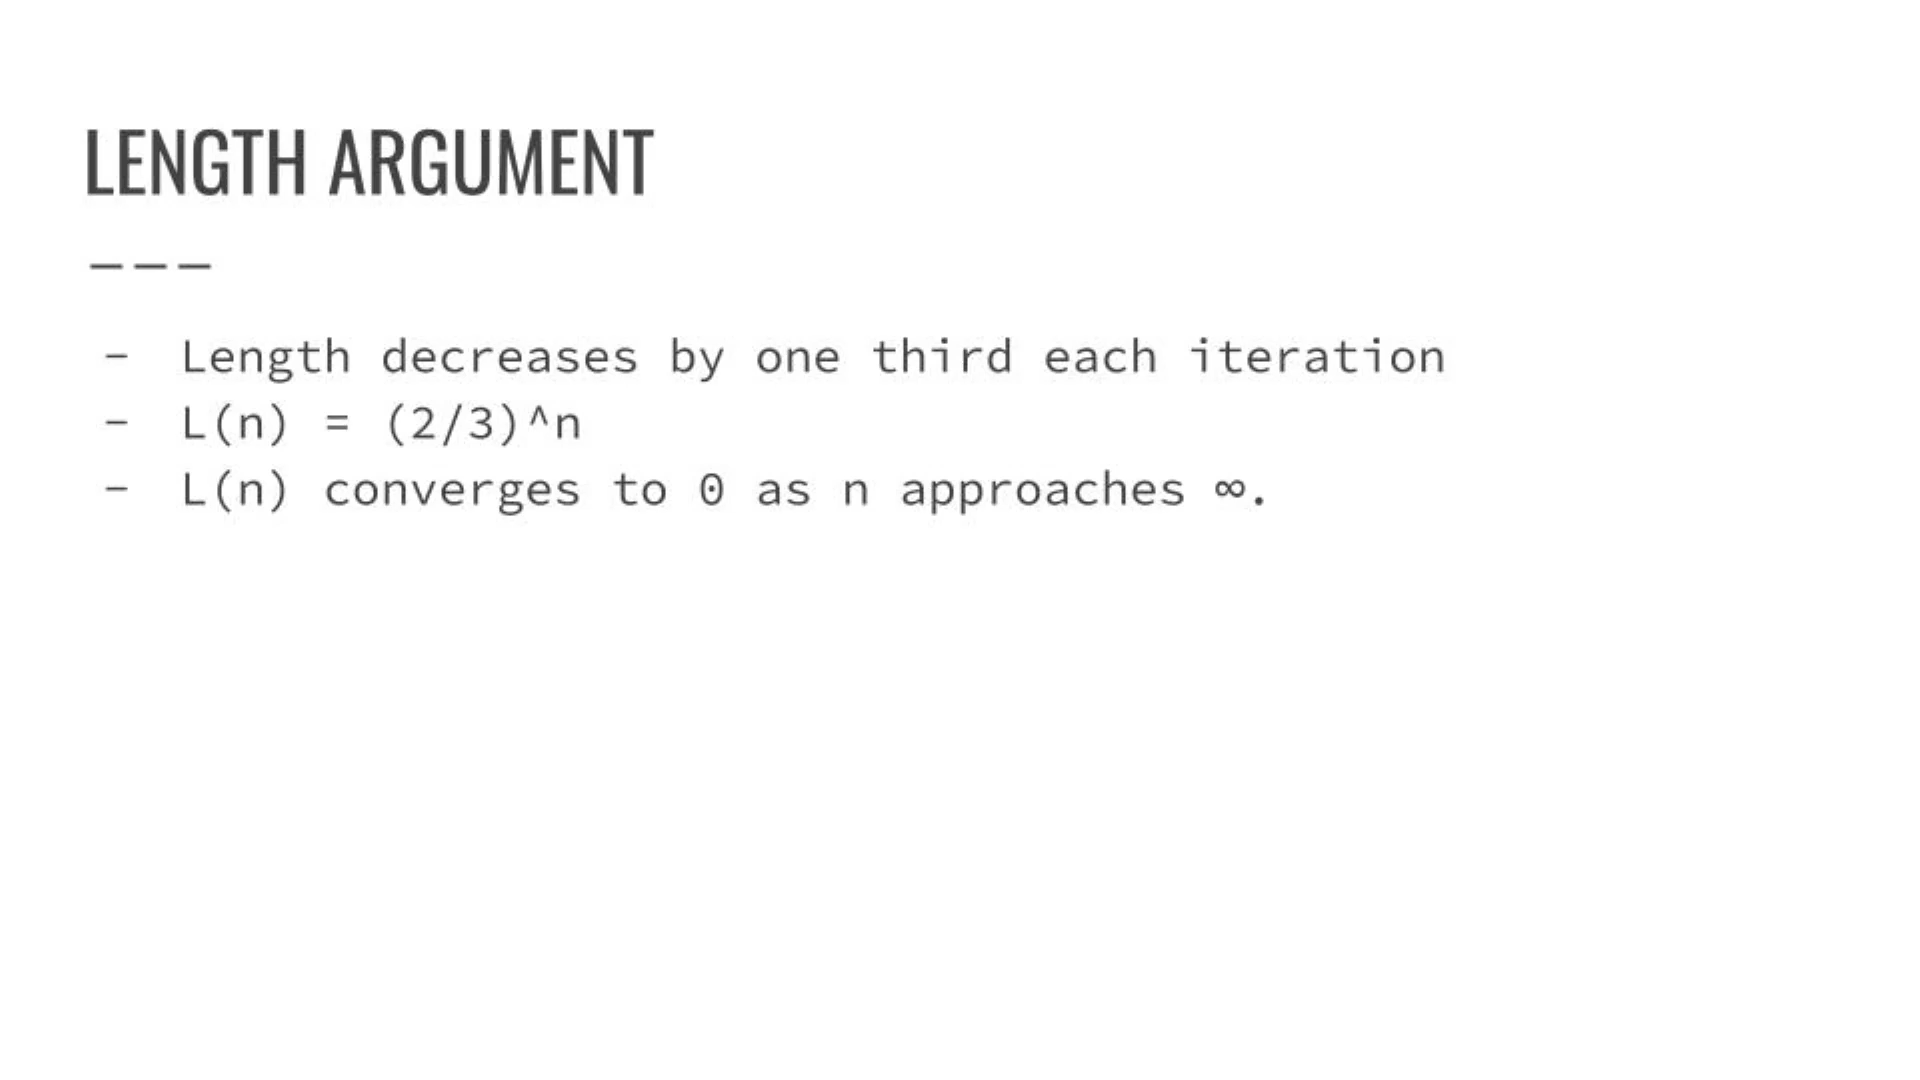 LENGTH ARGUMENT
———
- Length decreases by one third each iteration
- L(n) = (2/3)^n
- L(n) converges to 0 as n approaches ∞.